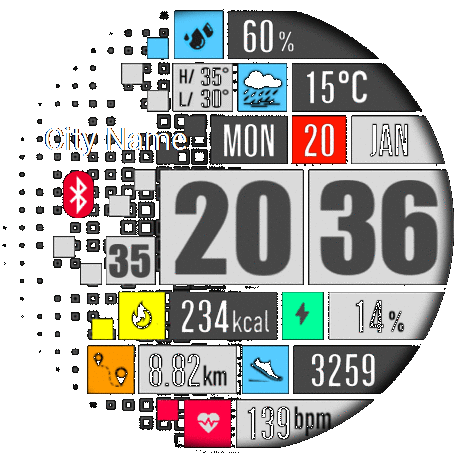 60%
H/ 35°
L/ 30°
15°C
City Name
MON 20 JAN
20 36
35
234kcal
14%
8.82km
3259
139bpm